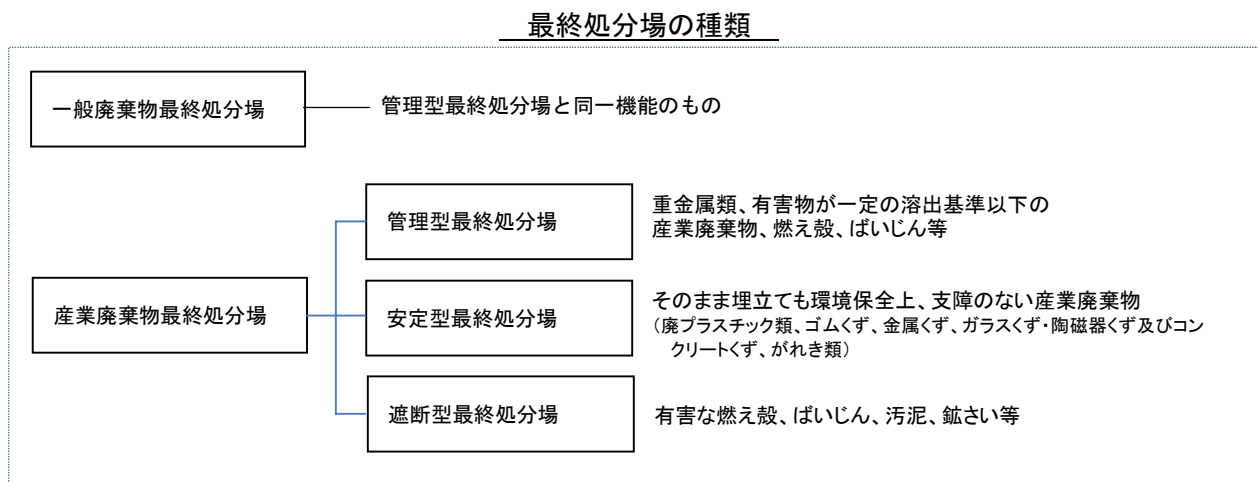 最終処分場の種類
一般廃棄物最終処分場
管理型最終処分場と同一機能のもの
管理型最終処分場
重金属類、有害物が一定の溶出基準以下の
産業廃棄物、燃え殻、ばいじん等
産業廃棄物最終処分場
安定型最終処分場
そのまま埋立ても環境保全上、支障のない産業廃棄物
（廃プラスチック類、ゴムくず、金属くず、ガラスくず・陶磁器くず及びコン
クリートくず、がれき類）
遮断型最終処分場
有害な燃え殻、ばいじん、汚泥、鉱さい等